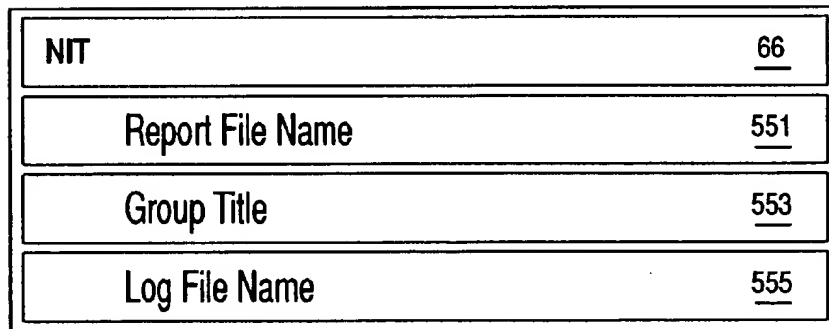 NIT 66
Report File Name 551
Group Title 553
Log File Name 555